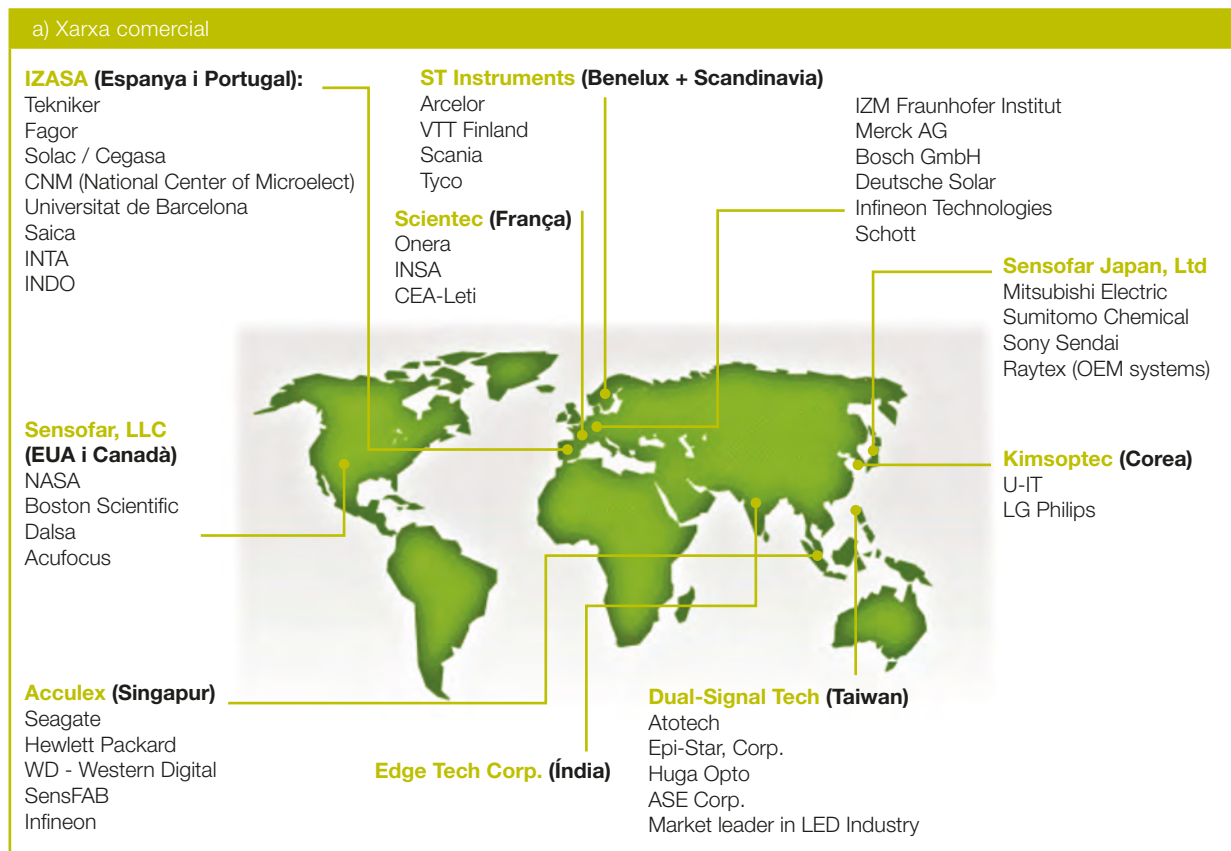 a) Xarxa comercial
IZASA (Espanya i Portugal):
Tekniker
Fagor
Solac / Cegasa
CNM (National Center of Microelect)
Universitat de Barcelona
Saica
INTA
INDO
ST Instruments (Benelux + Scandinavia)
Arcelor
VTT Finland
Scania
Tyco
Scientec (França)
Onera
INSA
CEA-Leti
IZM Fraunhofer Institut
Merck AG
Bosch GmbH
Deutsche Solar
Infineon Technologies
Schott
Sensofar Japan, Ltd
Mitsubishi Electric
Sumitomo Chemical
Sony Sendai
Raytex (OEM systems)
Sensofar, LLC
(EUA i Canadà)
NASA
Boston Scientific
Dalsa
Acufocus
Kimsoptec (Corea)
U-IT
LG Philips
Acculex (Singapur)
Seagate
Hewlett Packard
WD - Western Digital
SensFAB
Infineon
Edge Tech Corp. (Índia)
Dual-Signal Tech (Taiwan)
Atotech
Epi-Star, Corp.
Huga Opto
ASE Corp.
Market leader in LED Industry